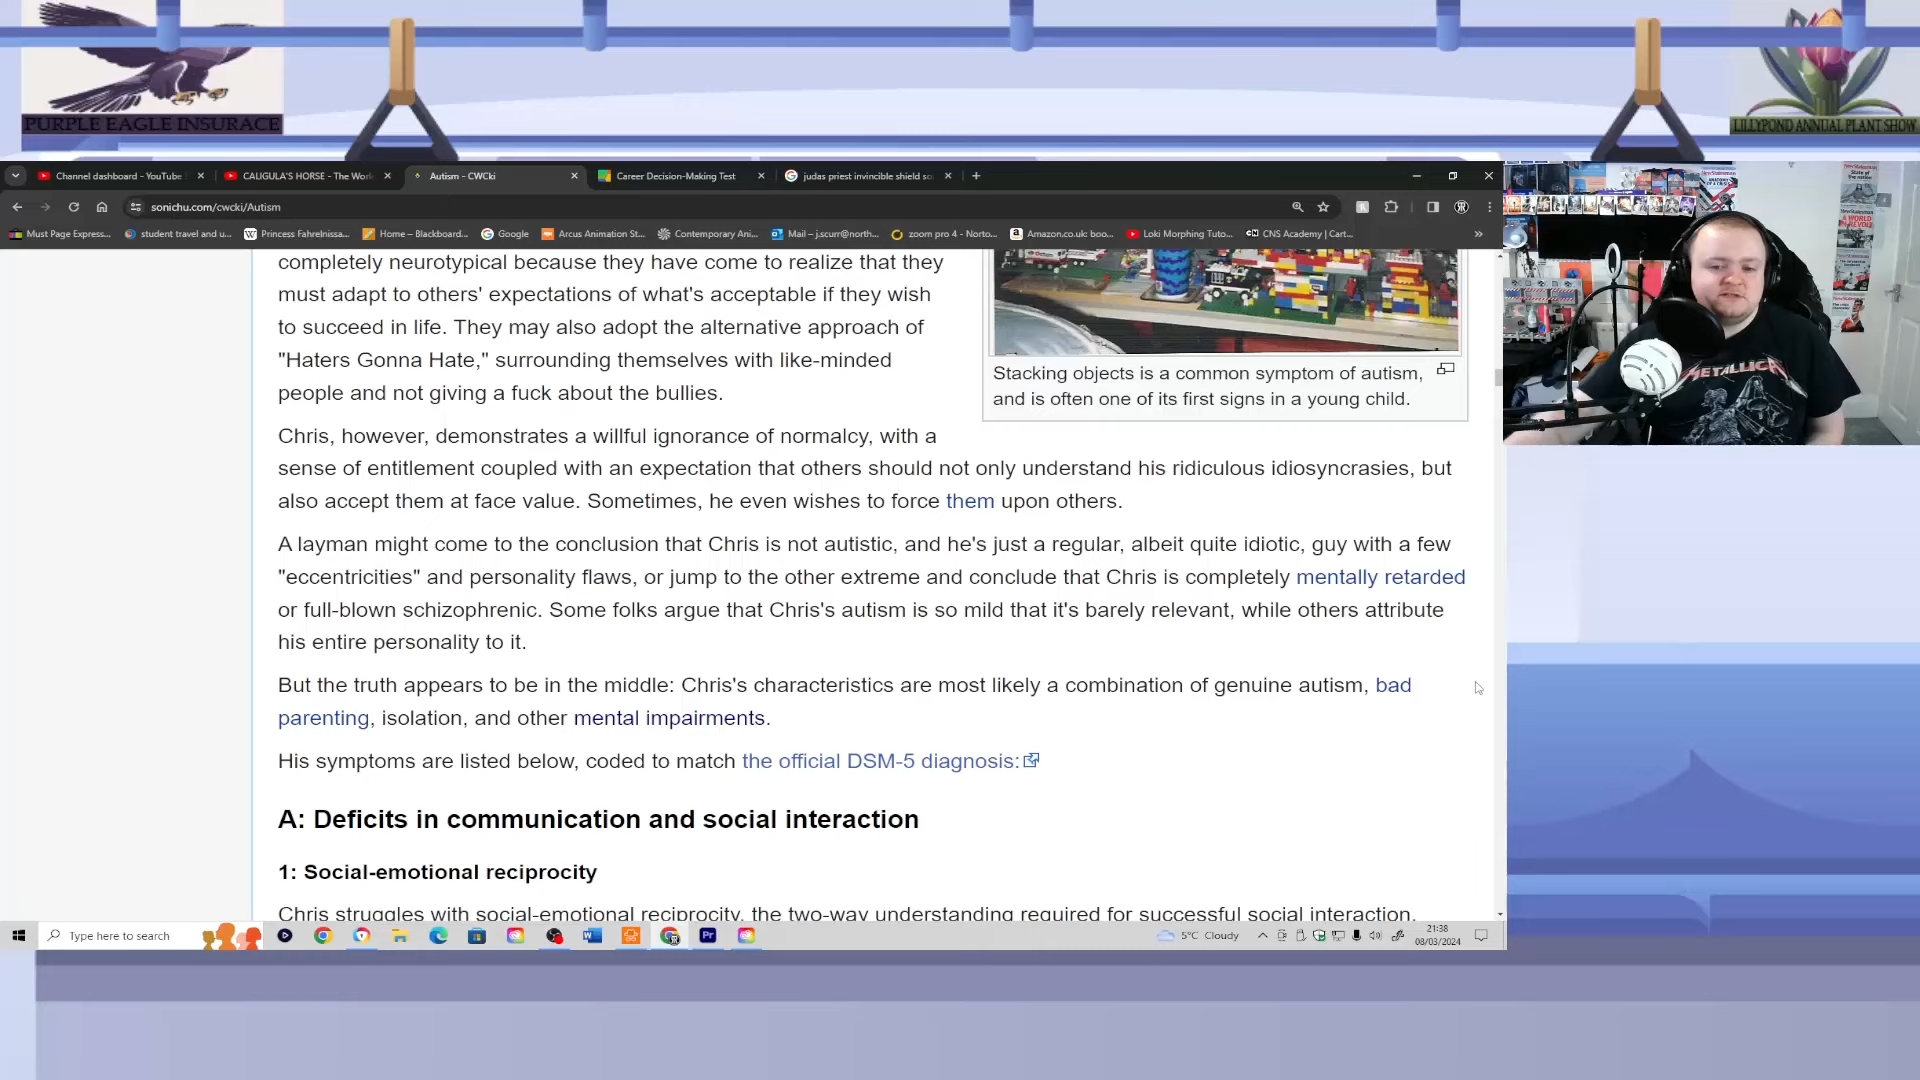 PURPLE EAGLE INSURACE
LILLYPOND ANNUAL PLANT SHOW
Channel dashboard - YouTube
CALIGULA'S HORSE - The Worl
Autism - CWCki
Career Decision-Making Test
judas priest invincible shield so
sonichu.com/cwcki/Autism
Must Page Express...
student travel and u...
Princess Fahrelnissa...
Home – Blackboard...
Google
Arcus Animation St...
Contemporary Ani...
Mail – j.scurr@north...
zoom pro 4 - Norto...
Amazon.co.uk: boo...
Loki Morphing Tuto...
CNS Academy | Cart...
completely neurotypical because they have come to realize that they
must adapt to others' expectations of what's acceptable if they wish
to succeed in life. They may also adopt the alternative approach of
"Haters Gonna Hate," surrounding themselves with like-minded
people and not giving a fuck about the bullies.
Stacking objects is a common symptom of autism,
and is often one of its first signs in a young child.
Chris, however, demonstrates a willful ignorance of normalcy, with a
sense of entitlement coupled with an expectation that others should not only understand his ridiculous idiosyncrasies, but
also accept them at face value. Sometimes, he even wishes to force them upon others.
A layman might come to the conclusion that Chris is not autistic, and he's just a regular, albeit quite idiotic, guy with a few
"eccentricities" and personality flaws, or jump to the other extreme and conclude that Chris is completely mentally retarded
or full-blown schizophrenic. Some folks argue that Chris's autism is so mild that it's barely relevant, while others attribute
his entire personality to it.
But the truth appears to be in the middle: Chris's characteristics are most likely a combination of genuine autism, bad
parenting, isolation, and other mental impairments.
His symptoms are listed below, coded to match the official DSM-5 diagnosis:
A: Deficits in communication and social interaction
1: Social-emotional reciprocity
Chris struggles with social-emotional reciprocity, the two-way understanding required for successful social interaction.
Type here to search
5°C Cloudy
21:38
08/03/2024
METALLICA